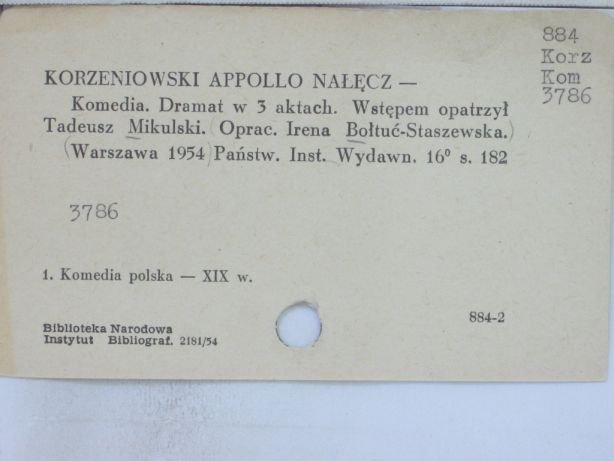 884
Korz
Kom
3786
KORZENIOWSKI APPOLLO NAŁĘCZ —
Komedia. Dramat w 3 aktach. Wstępem opatrzył
Tadeusz Mikulski. (Oprac. Irena Bołtuć-Staszewska.)
(Warszawa 1954) Państw. Inst. Wydawn. 16⁰ s. 182
3786
1. Komedia polska — XIX w.
884-2
Biblioteka Narodowa
Instytut Bibliograf. 2181/54